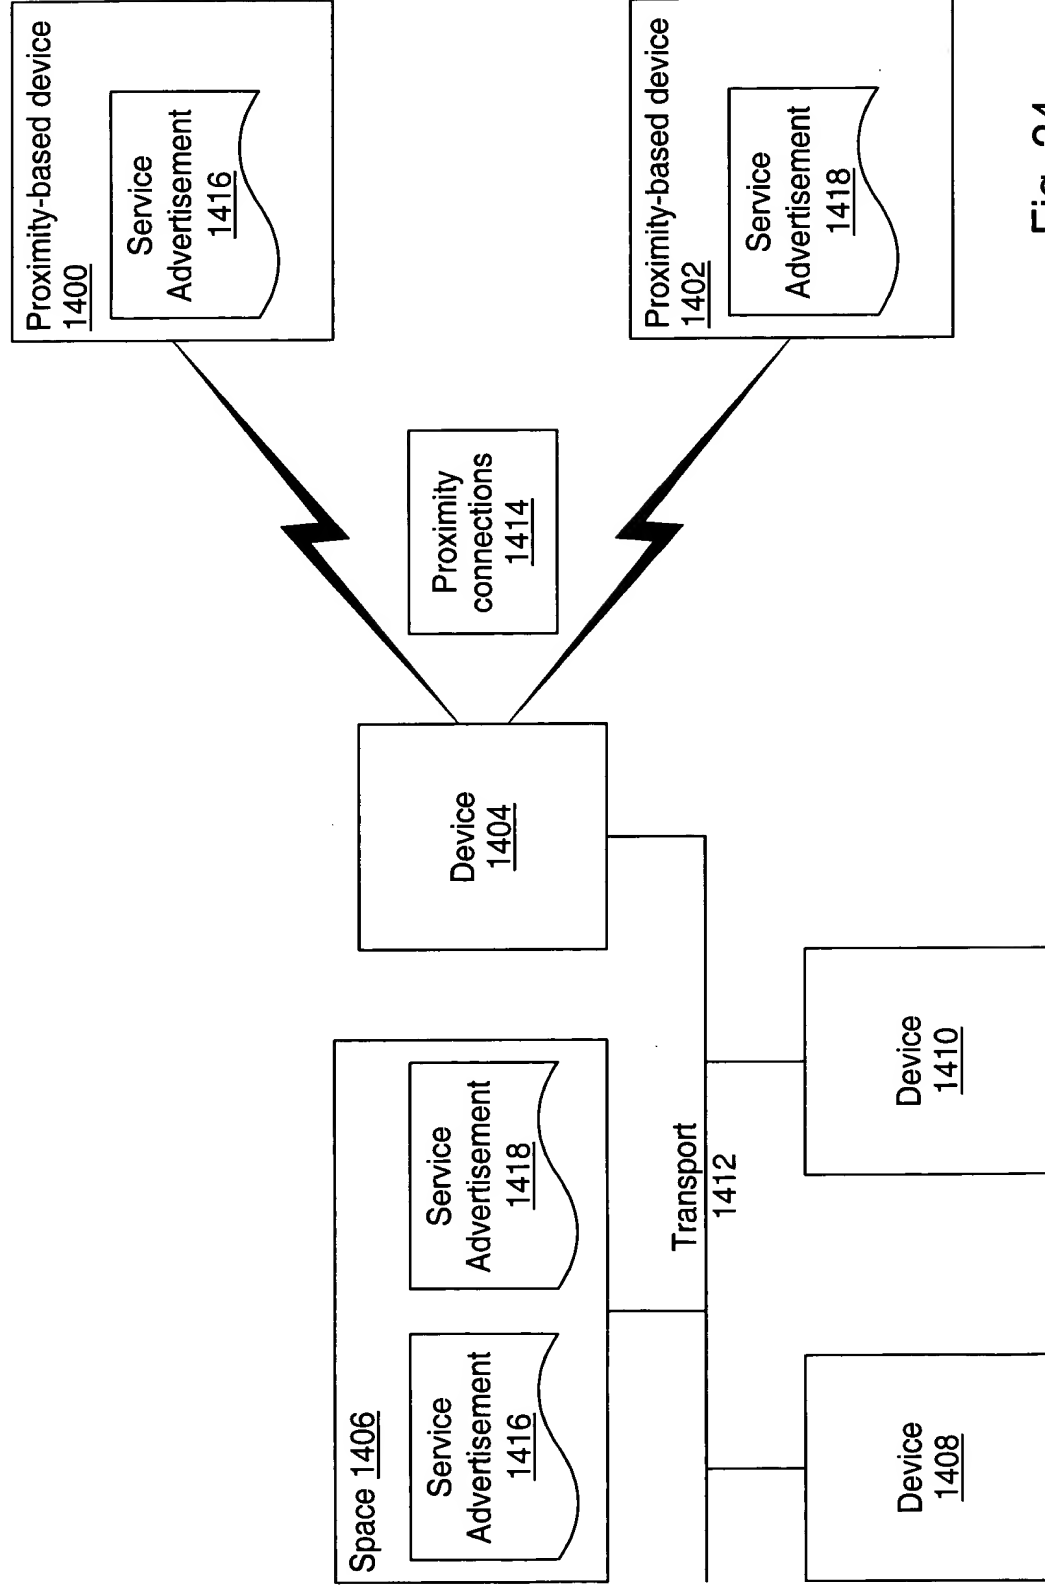 Space 1406
Service
Advertisement
1416
Service
Advertisement
1418
Device
1404
Proximity
connections
1414
Proximity-based device
1400
Service
Advertisement
1416
Proximity-based device
1402
Service
Advertisement
1418
Transport
1412
Device
1408
Device
1410
Fig.